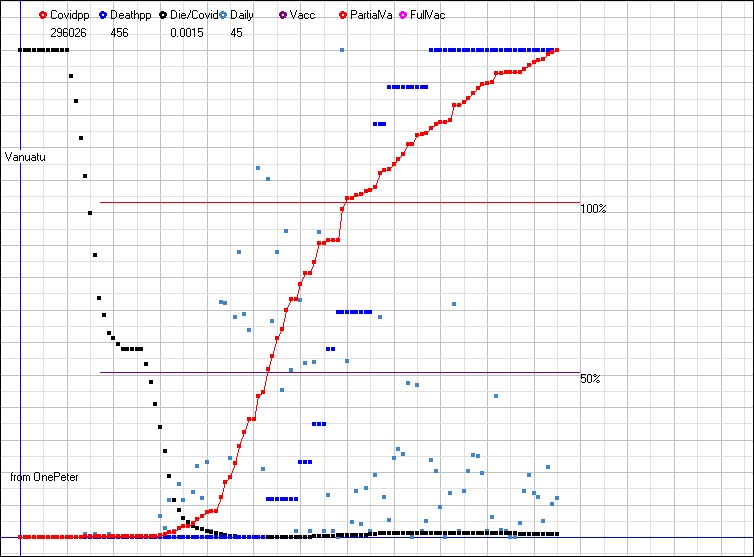 Covidpp Deathpp Die/Covid Daily Vacc PartialVa FullVac
296026 456 0.0015 45
Vanuatu
100%
50%
from OnePeter